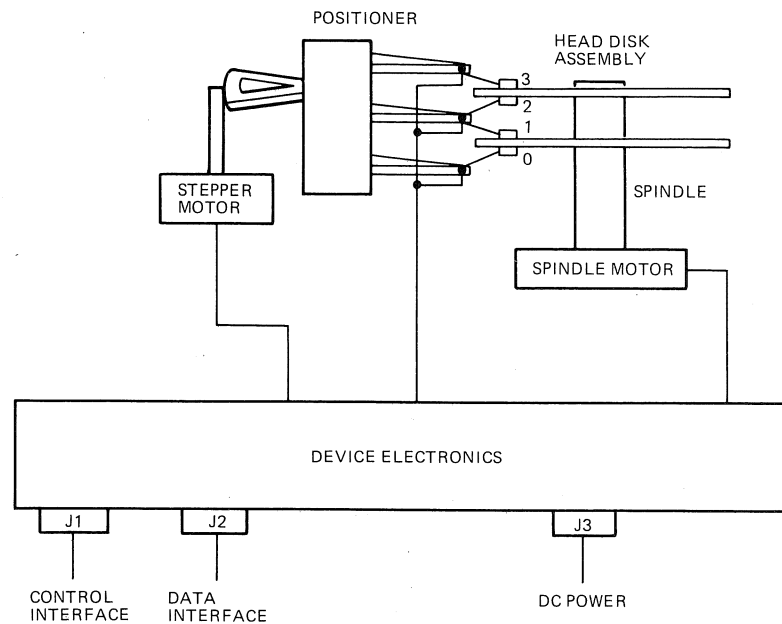 POSITIONER
HEAD DISK
ASSEMBLY
3
2
1
0
STEPPER
MOTOR
SPINDLE
SPINDLE MOTOR
DEVICE ELECTRONICS
J1
J2
J3
CONTROL
INTERFACE
DATA
INTERFACE
DC POWER